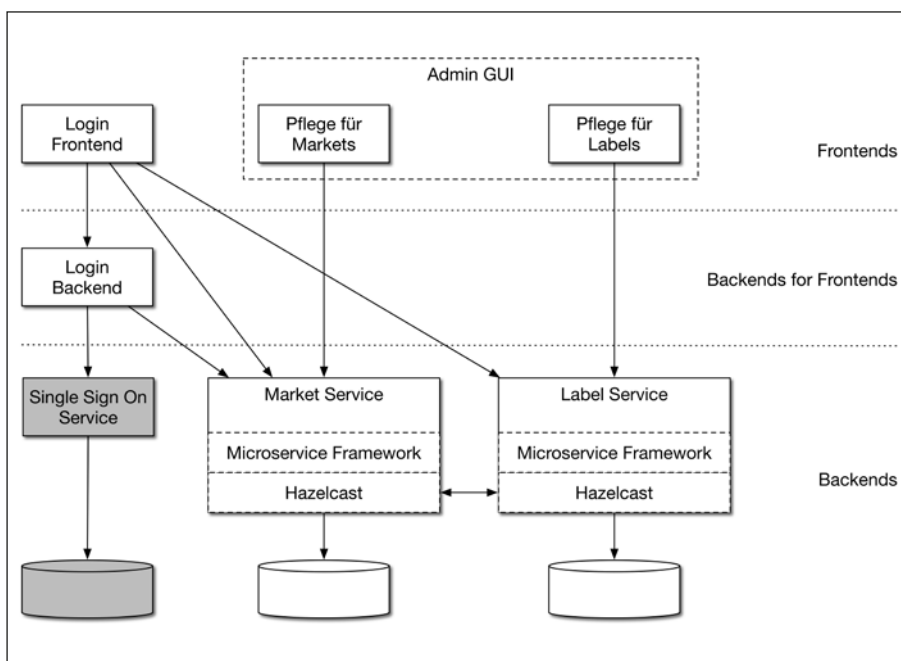 Admin GUI
Login
Frontend
Pflege für
Markets
Pflege für
Labels
Frontends
Login
Backend
Backends for Frontends
Single Sign On
Service
Market Service
Label Service
Microservice Framework
Microservice Framework
Hazelcast
Hazelcast
Backends